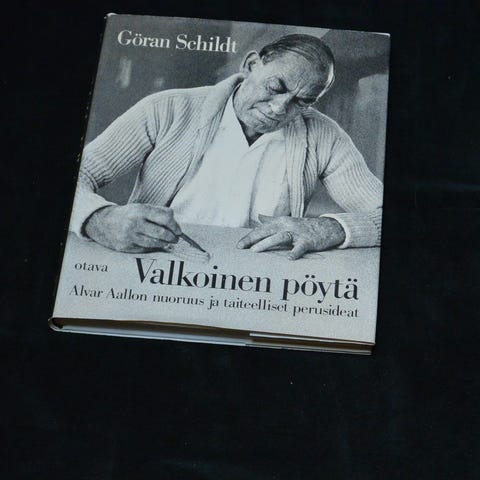 Göran Schildt
otava
Valkoinen pöytä
Alvar Aallon nuoruus ja taiteelliset perusideat